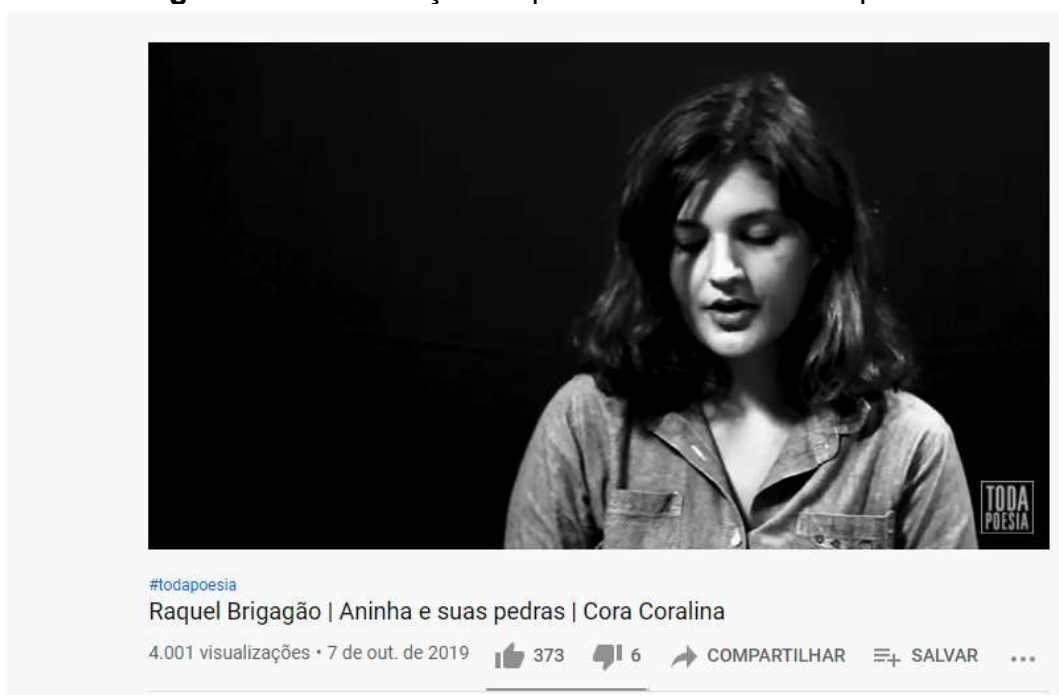 TODA
POESIA
#todapoesia
Raquel Brigagão | Aninha e suas pedras | Cora Coralina
4.001 visualizações • 7 de out. de 2019 373 6 COMPARTILHAR SALVAR